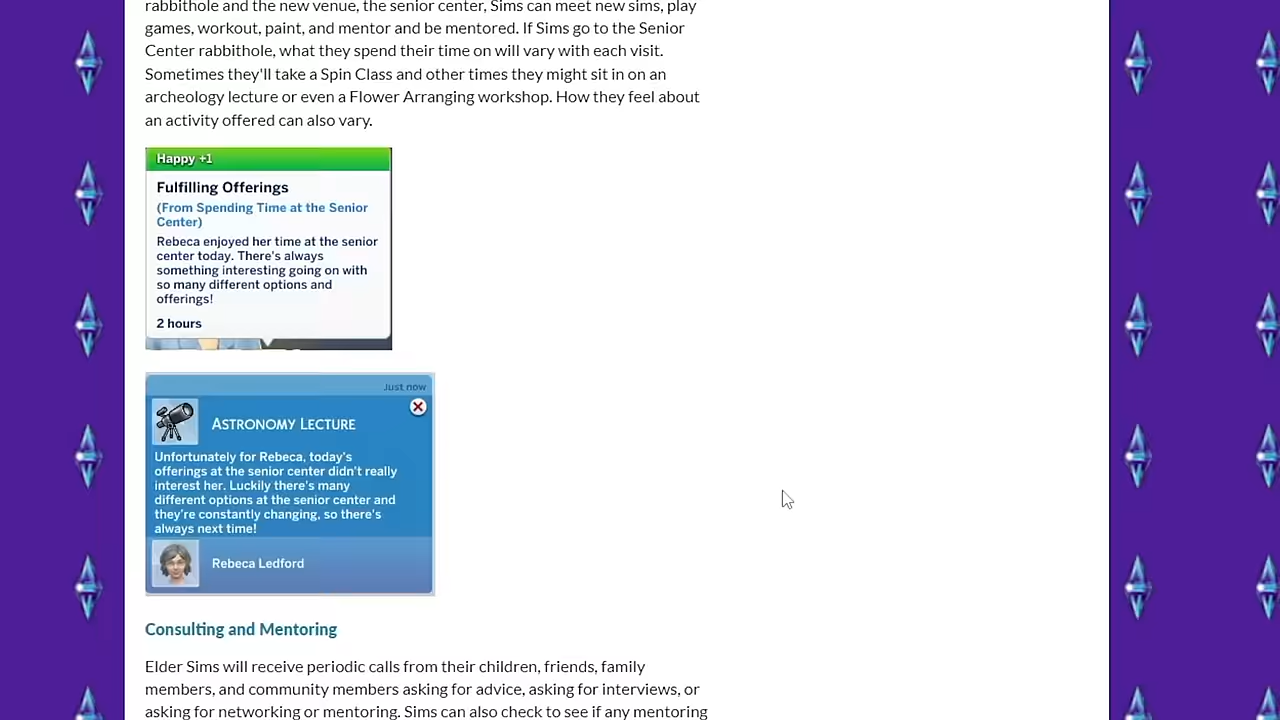 rabbithole and the new venue, the senior center, Sims can meet new sims, play
games, workout, paint, and mentor and be mentored. If Sims go to the Senior
Center rabbithole, what they spend their time on will vary with each visit.
Sometimes they'll take a Spin Class and other times they might sit in on an
archeology lecture or even a Flower Arranging workshop. How they feel about
an activity offered can also vary.
Happy +1
Fulfilling Offerings
(From Spending Time at the Senior
Center)
Rebeca enjoyed her time at the senior
center today. There's always
something interesting going on with
so many different options and
offerings!
2 hours
Just now
ASTRONOMY LECTURE
Unfortunately for Rebeca, today's
offerings at the senior center didn't really
interest her. Luckily there's many
different options at the senior center and
they're constantly changing, so there's
always next time!
Rebeca Ledford
Consulting and Mentoring
Elder Sims will receive periodic calls from their children, friends, family
members, and community members asking for advice, asking for interviews, or
asking for networking or mentoring. Sims can also check to see if any mentoring